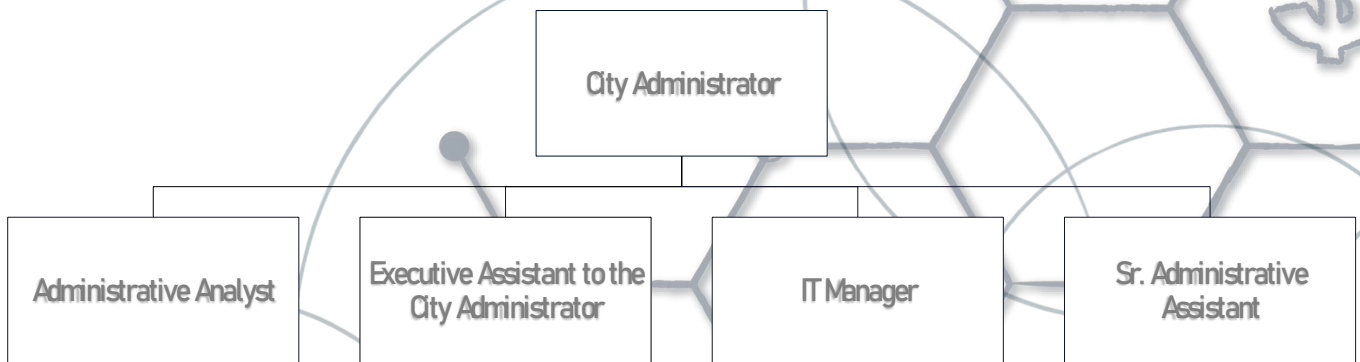 City Administrator
Administrative Analyst
Executive Assistant to the
City Administrator
IT Manager
Sr. Administrative
Assistant